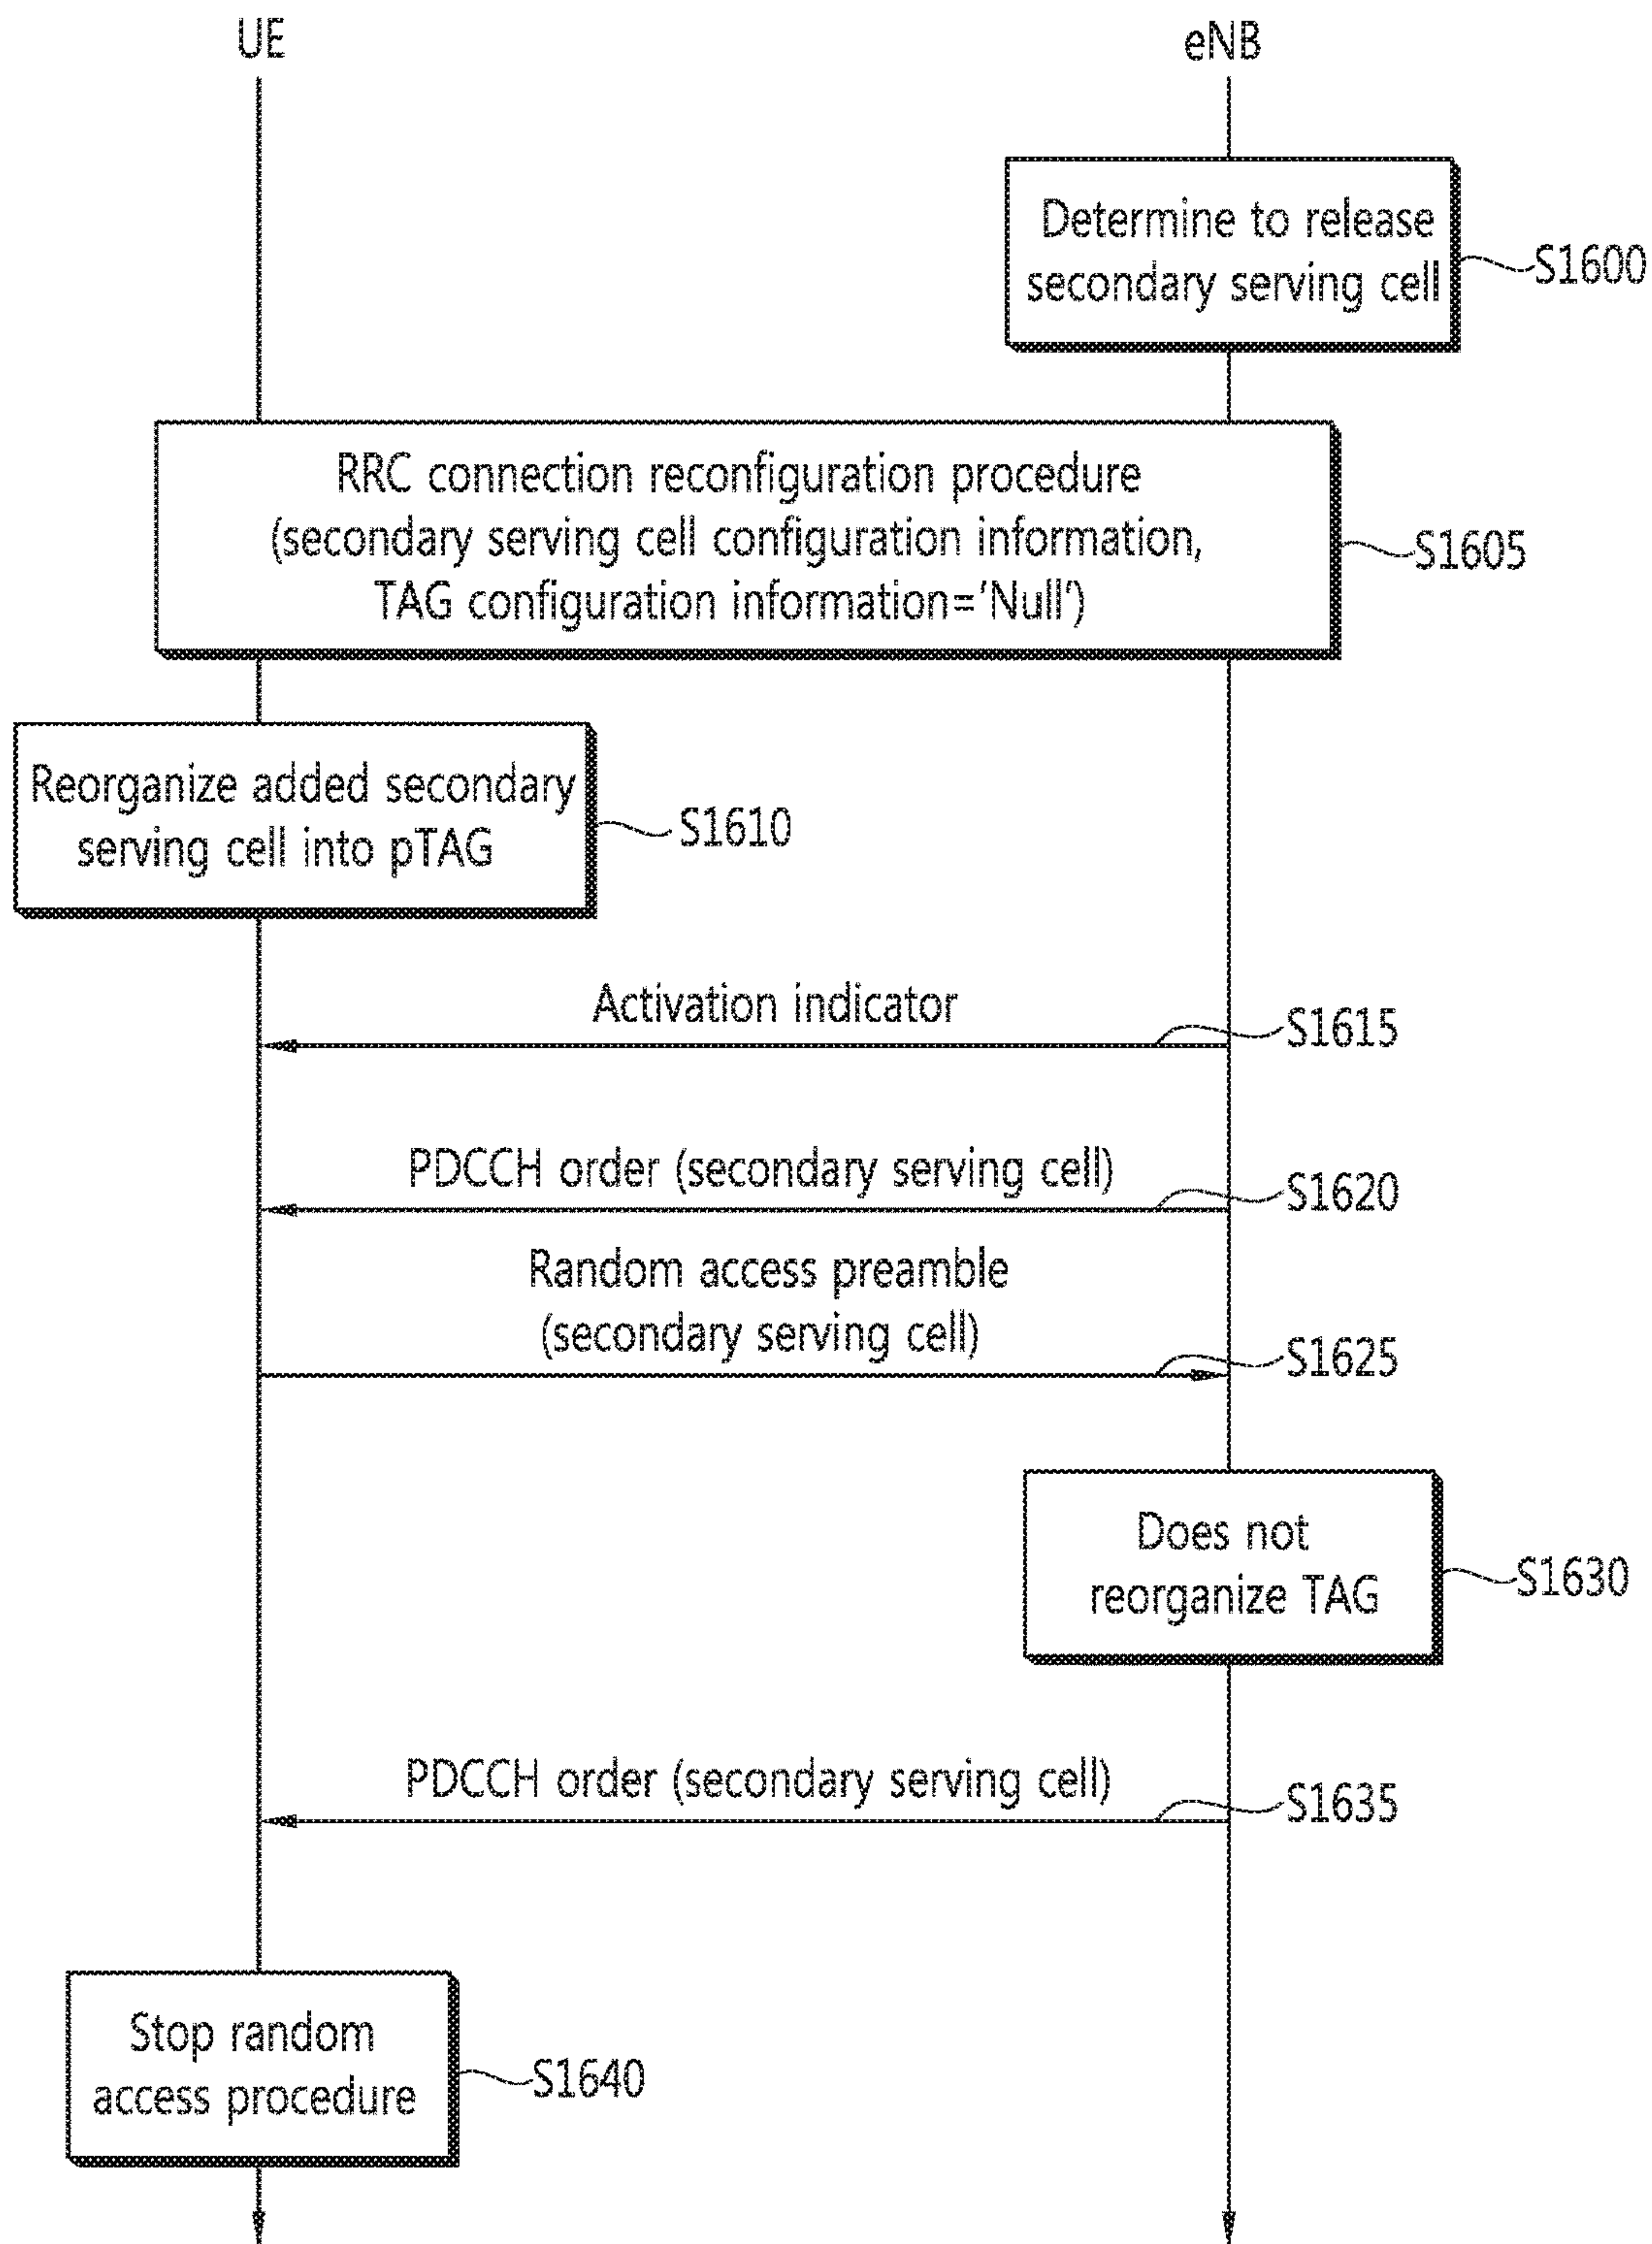 UE
eNB
Determine to release
secondary serving cell
S1600
RRC connection reconfiguration procedure
(secondary serving cell configuration information,
TAG configuration information='Null')
S1605
Reorganize added secondary
serving cell into pTAG
S1610
Activation indicator
S1615
PDCCH order (secondary serving cell)
S1620
Random access preamble
(secondary serving cell)
S1625
Does not
reorganize TAG
S1630
PDCCH order (secondary serving cell)
S1635
Stop random
access procedure
S1640